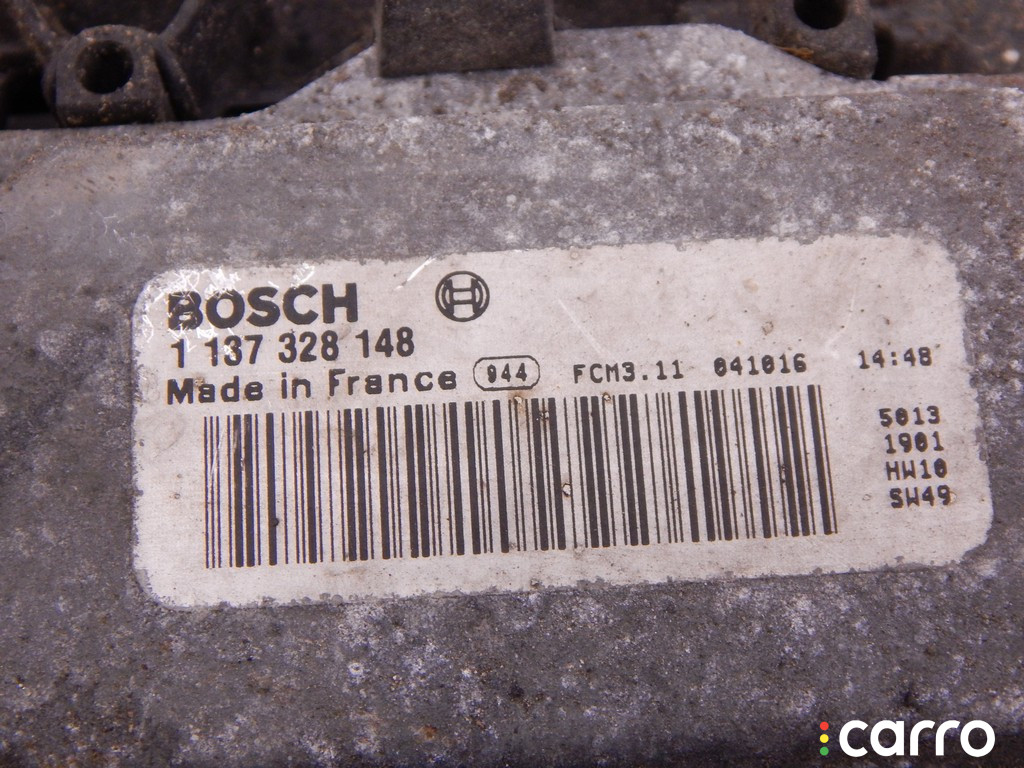 BOSCH
1 137 328 148
Made in France 944 FCM3.11 041016 14:48
5013
1901
HW10
SW49
carro